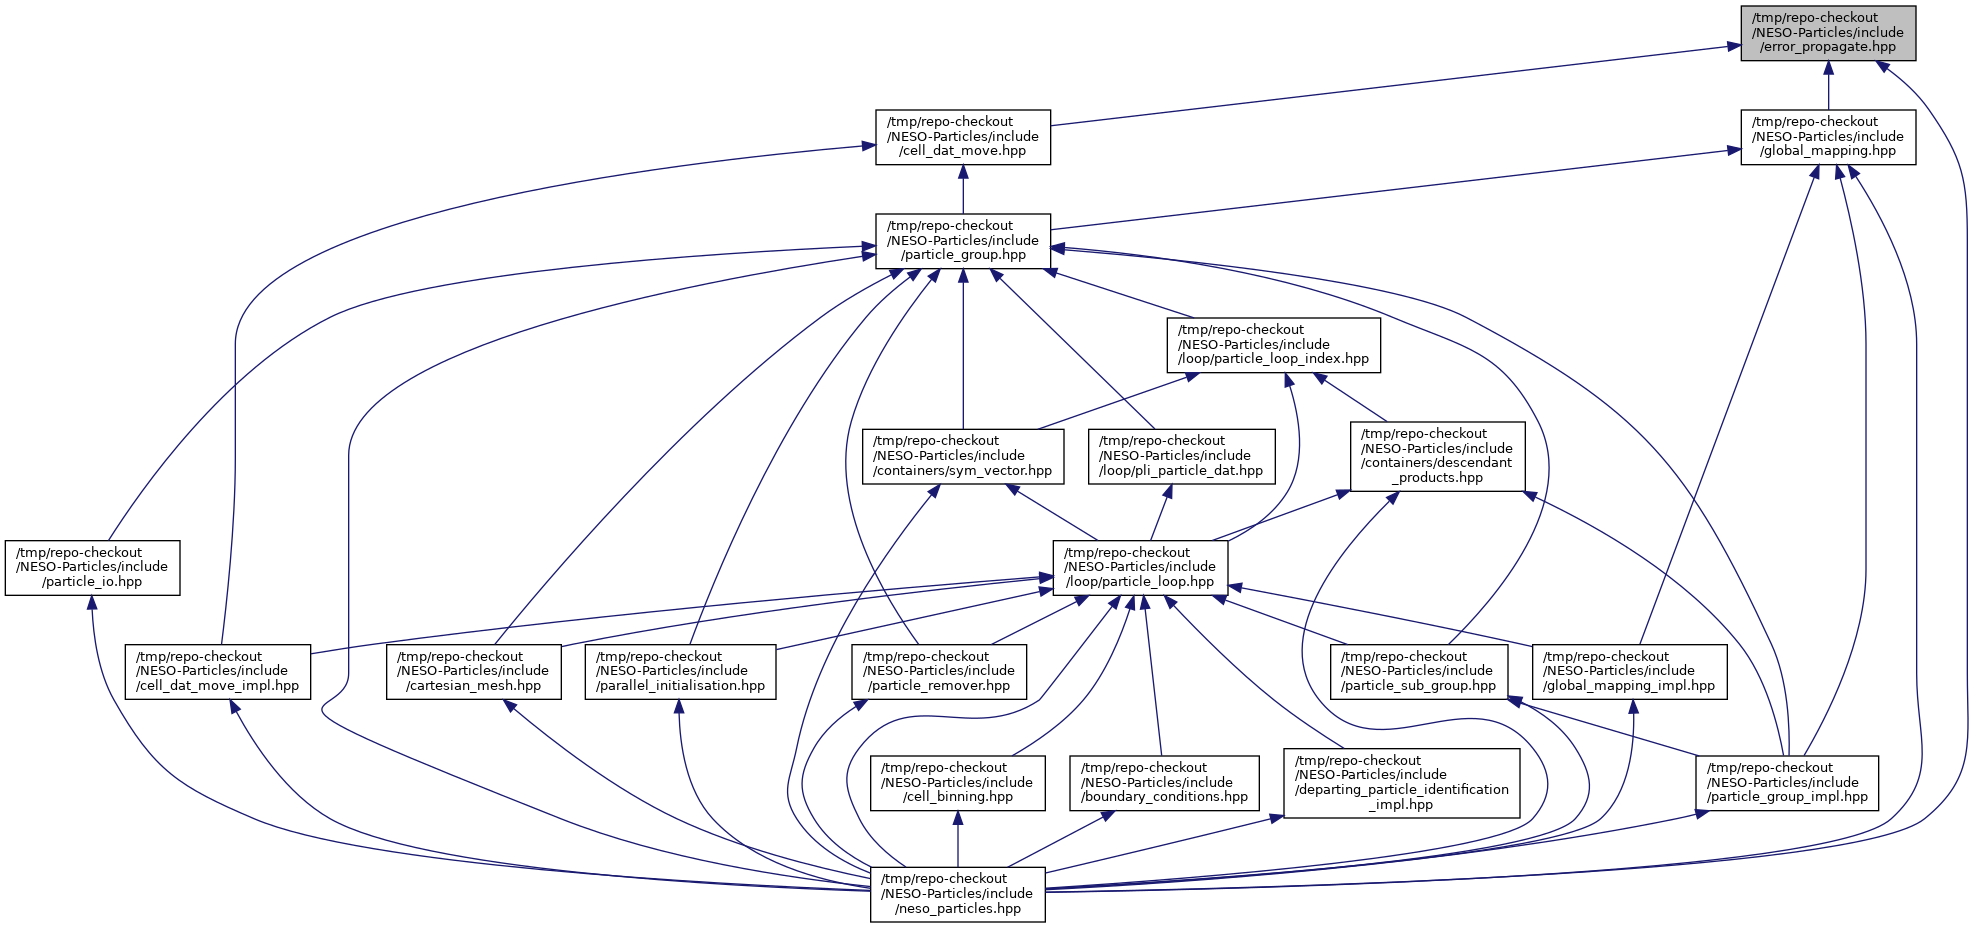 /tmp/repo-checkout
/NESO-Particles/include
/error_propagate.hpp
/tmp/repo-checkout
/NESO-Particles/include
/cell_dat_move.hpp
/tmp/repo-checkout
/NESO-Particles/include
/global_mapping.hpp
/tmp/repo-checkout
/NESO-Particles/include
/particle_group.hpp
/tmp/repo-checkout
/NESO-Particles/include
/loop/particle_loop_index.hpp
/tmp/repo-checkout
/NESO-Particles/include
/containers/sym_vector.hpp
/tmp/repo-checkout
/NESO-Particles/include
/loop/pli_particle_dat.hpp
/tmp/repo-checkout
/NESO-Particles/include
/containers/descendant
_products.hpp
/tmp/repo-checkout
/NESO-Particles/include
/particle_io.hpp
/tmp/repo-checkout
/NESO-Particles/include
/loop/particle_loop.hpp
/tmp/repo-checkout
/NESO-Particles/include
/cell_dat_move_impl.hpp
/tmp/repo-checkout
/NESO-Particles/include
/cartesian_mesh.hpp
/tmp/repo-checkout
/NESO-Particles/include
/parallel_initialisation.hpp
/tmp/repo-checkout
/NESO-Particles/include
/particle_remover.hpp
/tmp/repo-checkout
/NESO-Particles/include
/particle_sub_group.hpp
/tmp/repo-checkout
/NESO-Particles/include
/global_mapping_impl.hpp
/tmp/repo-checkout
/NESO-Particles/include
/cell_binning.hpp
/tmp/repo-checkout
/NESO-Particles/include
/boundary_conditions.hpp
/tmp/repo-checkout
/NESO-Particles/include
/departing_particle_identification
_impl.hpp
/tmp/repo-checkout
/NESO-Particles/include
/particle_group_impl.hpp
/tmp/repo-checkout
/NESO-Particles/include
/neso_particles.hpp